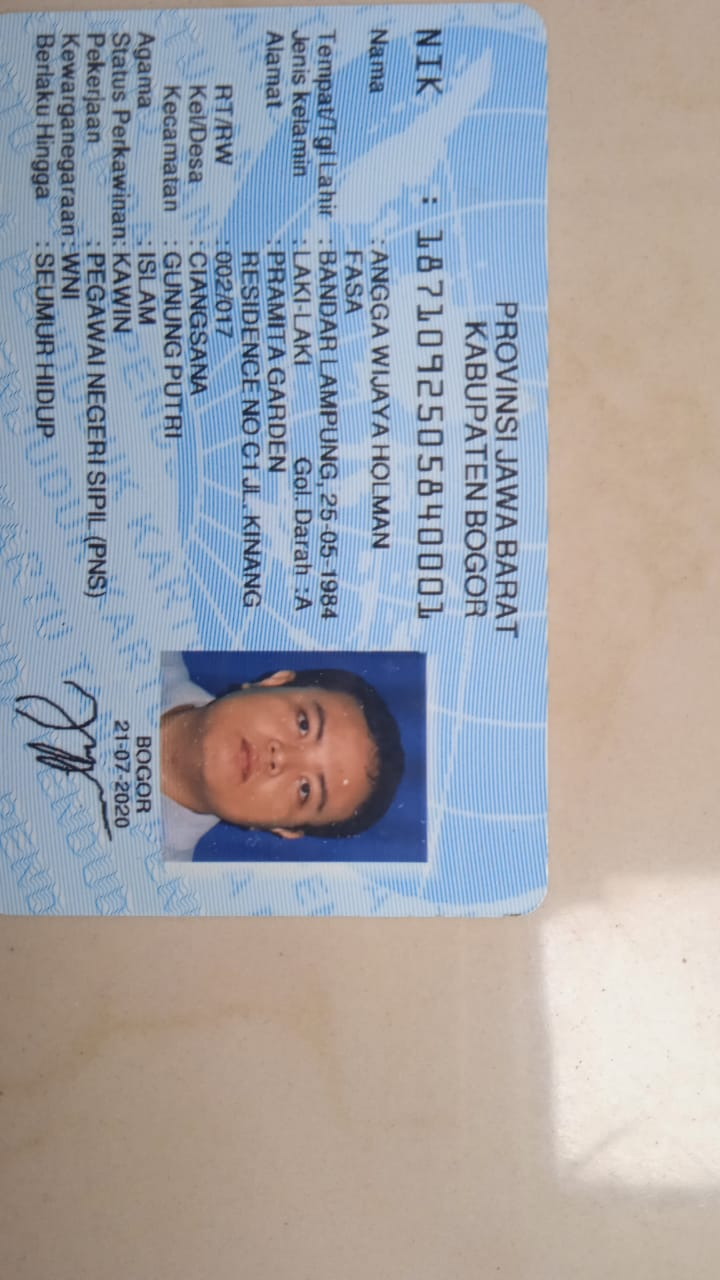 PROVINSI JAWA BARAT
KABUPATEN BOGOR
NIK : 1871092505840001
Nama : ANGGA WIJAYA HOLMAN
FASA
Tempat/Tgl Lahir : BANDAR LAMPUNG, 25-05-1984
Jenis kelamin : LAKI-LAKI Gol. Darah :A
Alamat : PRAMITA GARDEN
RESIDENCE NO C1 JL. KINANG
RT/RW : 002/017
Kel/Desa : CIANGSANA
Kecamatan : GUNUNG PUTRI
Agama : ISLAM
Status Perkawinan: KAWIN
Pekerjaan : PEGAWAI NEGERI SIPIL (PNS)
Kewarganegaraan: WNI
Berlaku Hingga : SEUMUR HIDUP
BOGOR
21-07-2020